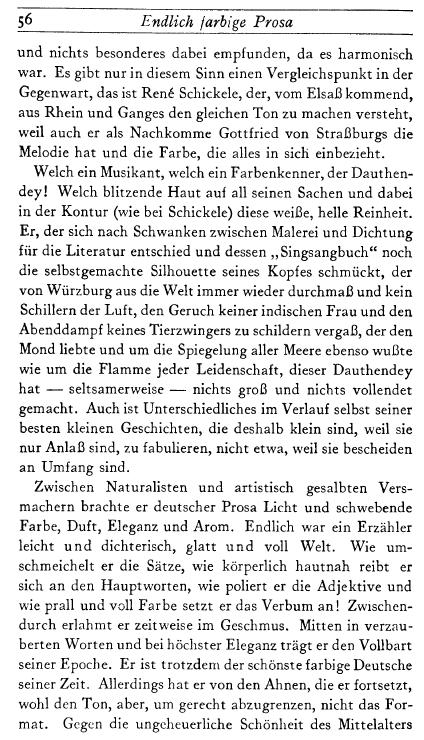 56 Endlich farbige Prosa
und nichts besonderes dabei empfunden, da es harmonisch
war. Es gibt nur in diesem Sinn einen Vergleichspunkt in der
Gegenwart, das ist René Schickele, der, vom Elsaß kommend,
aus Rhein und Ganges den gleichen Ton zu machen versteht,
weil auch er als Nachkomme Gottfried von Straßburgs die
Melodie hat und die Farbe, die alles in sich einbezieht.
Welch ein Musikant, welch ein Farbenkenner, der Dauthen-
dey! Welch blitzende Haut auf all seinen Sachen und dabei
in der Kontur (wie bei Schickele) diese weiße, helle Reinheit.
Er, der sich nach Schwanken zwischen Malerei und Dichtung
für die Literatur entschied und dessen „Singsangbuch“ noch
die selbstgemachte Silhouette seines Kopfes schmückt, der
von Würzburg aus die Welt immer wieder durchmaß und kein
Schillern der Luft, den Geruch keiner indischen Frau und den
Abenddampf keines Tierzwingers zu schildern vergaß, der den
Mond liebte und um die Spiegelung aller Meere ebenso wußte
wie um die Flamme jeder Leidenschaft, dieser Dauthendey
hat — seltsamerweise — nichts groß und nichts vollendet
gemacht. Auch ist Unterschiedliches im Verlauf selbst seiner
besten kleinen Geschichten, die deshalb klein sind, weil sie
nur Anlaß sind, zu fabulieren, nicht etwa, weil sie bescheiden
an Umfang sind.
Zwischen Naturalisten und artistisch gesalbten Vers-
machern brachte er deutscher Prosa Licht und schwebende
Farbe, Duft, Eleganz und Arom. Endlich war ein Erzähler
leicht und dichterisch, glatt und voll Welt. Wie um-
schmeichelt er die Sätze, wie körperlich hautnah reibt er
sich an den Hauptworten, wie poliert er die Adjektive und
wie prall und voll Farbe setzt er das Verbum an! Zwischen-
durch erlahmt er zeitweise im Geschmus. Mitten in verzau-
berten Worten und bei höchster Eleganz trägt er den Vollbart
seiner Epoche. Er ist trotzdem der schönste farbige Deutsche
seiner Zeit. Allerdings hat er von den Ahnen, die er fortsetzt,
wohl den Ton, aber, um gerecht abzugrenzen, nicht das For-
mat. Gegen die ungeheuerliche Schönheit des Mittelalters